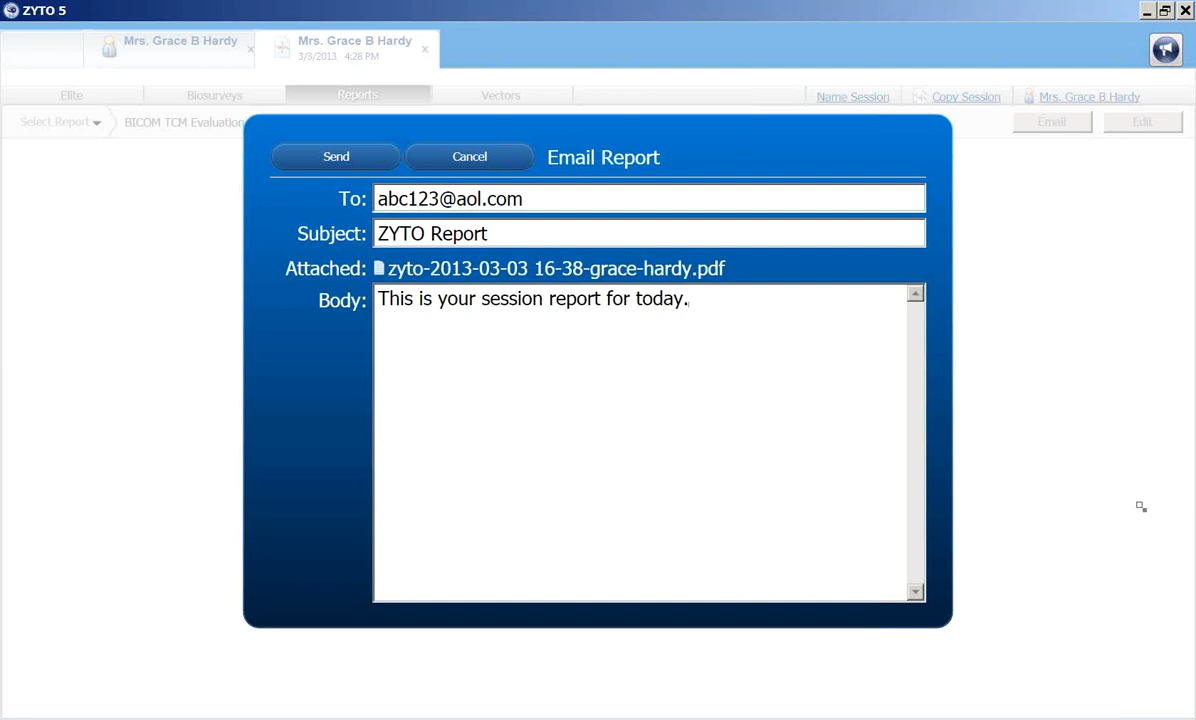 ZYTO 5
Mrs. Grace B Hardy
Mrs. Grace B Hardy
3/3/2013 4:28 PM
Elite
Biosurveys
Reports
Vectors
Name Session
Copy Session
Mrs. Grace B Hardy
Select Report
BICOM TCM Evaluation
Email
Edit
Send
Cancel
Email Report
To: abc123@aol.com
Subject: ZYTO Report
Attached: zyto-2013-03-03 16-38-grace-hardy.pdf
Body: This is your session report for today.